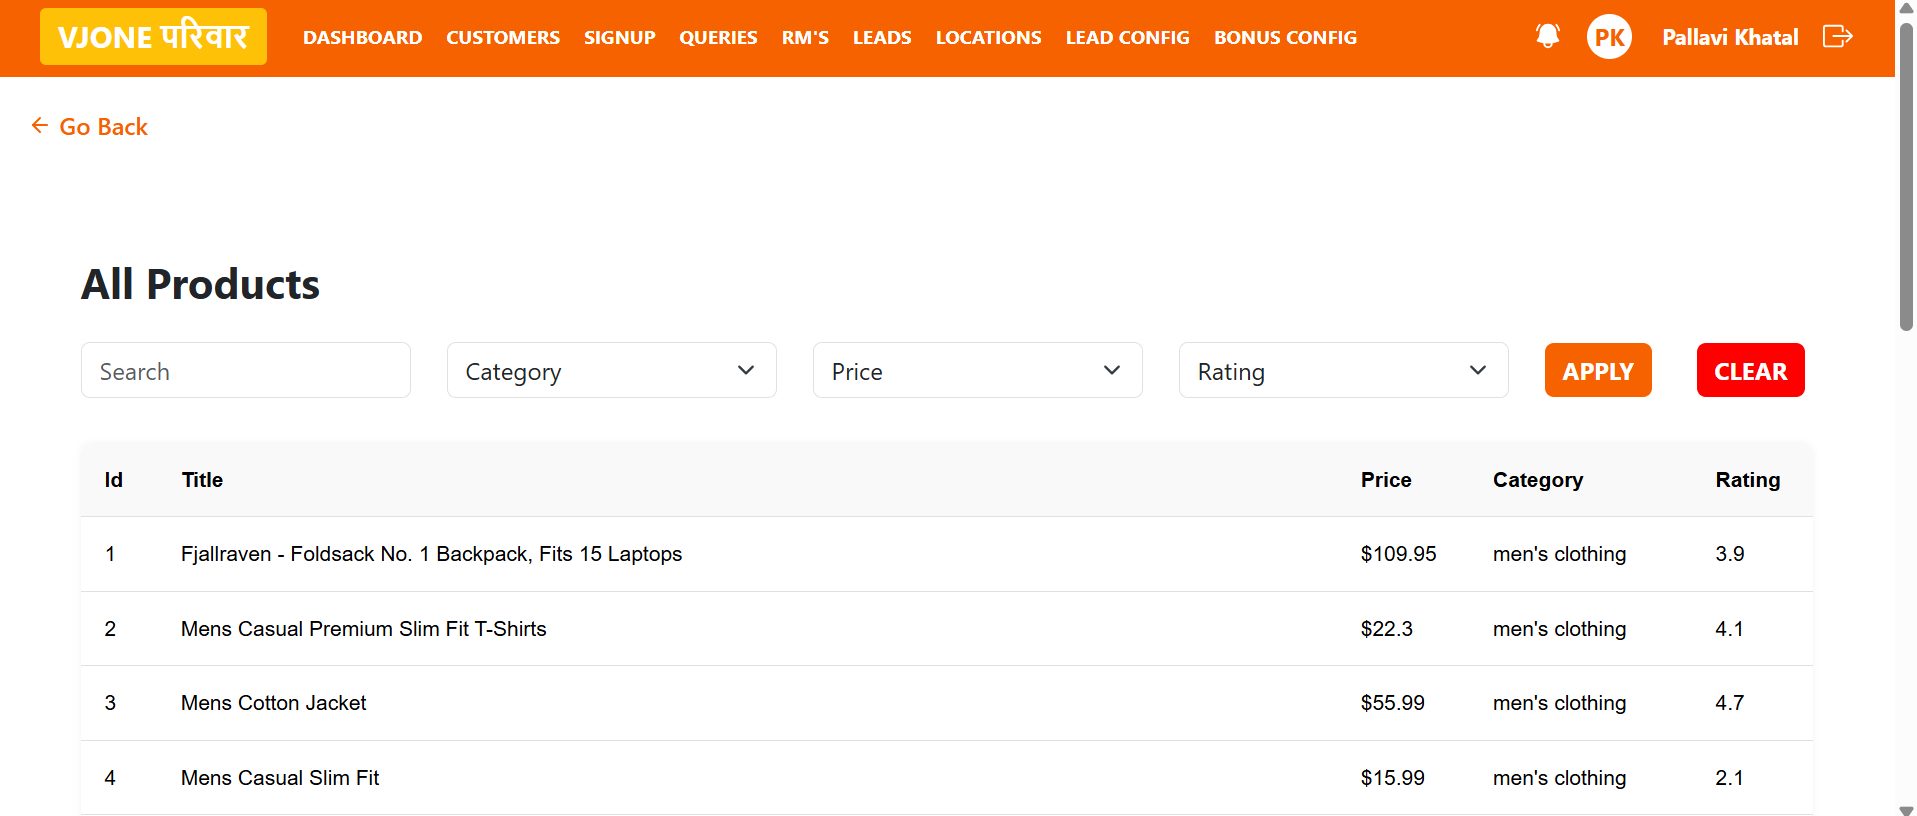 VJONE परिवार DASHBOARD CUSTOMERS SIGNUP QUERIES RM'S LEADS LOCATIONS LEAD CONFIG BONUS CONFIG PK Pallavi Khatal
Go Back
All Products
Search Category Price Rating APPLY CLEAR
Id Title Price Category Rating
1 Fjallraven - Foldsack No. 1 Backpack, Fits 15 Laptops $109.95 men's clothing 3.9
2 Mens Casual Premium Slim Fit T-Shirts $22.3 men's clothing 4.1
3 Mens Cotton Jacket $55.99 men's clothing 4.7
4 Mens Casual Slim Fit $15.99 men's clothing 2.1